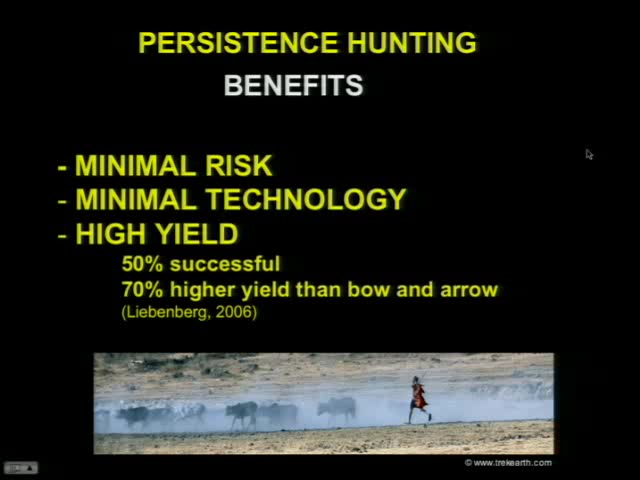 PERSISTENCE HUNTING
BENEFITS
- MINIMAL RISK
- MINIMAL TECHNOLOGY
- HIGH YIELD
50% successful
70% higher yield than bow and arrow
(Liebenberg, 2006)
© www.trekearth.com